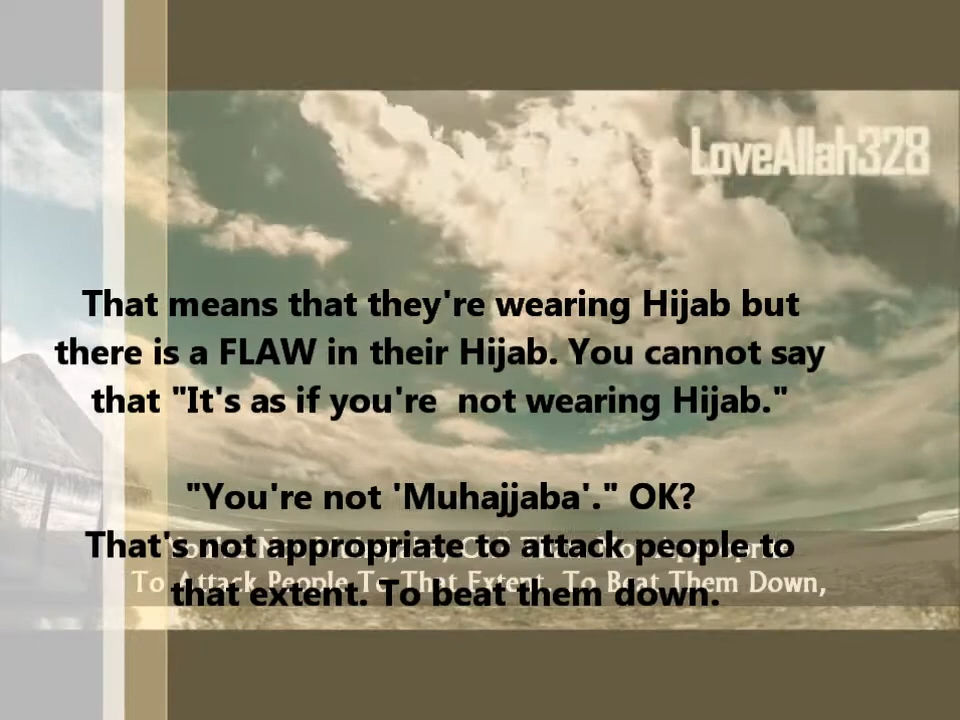 LoveAllah328
That means that they're wearing Hijab but
there is a FLAW in their Hijab. You cannot say
that "It's as if you're not wearing Hijab."
"You're not 'Muhajjaba'." OK?
That's not appropriate to attack people to
that extent. To beat them down.
To Attack People To That Extent. To Beat Them Down,